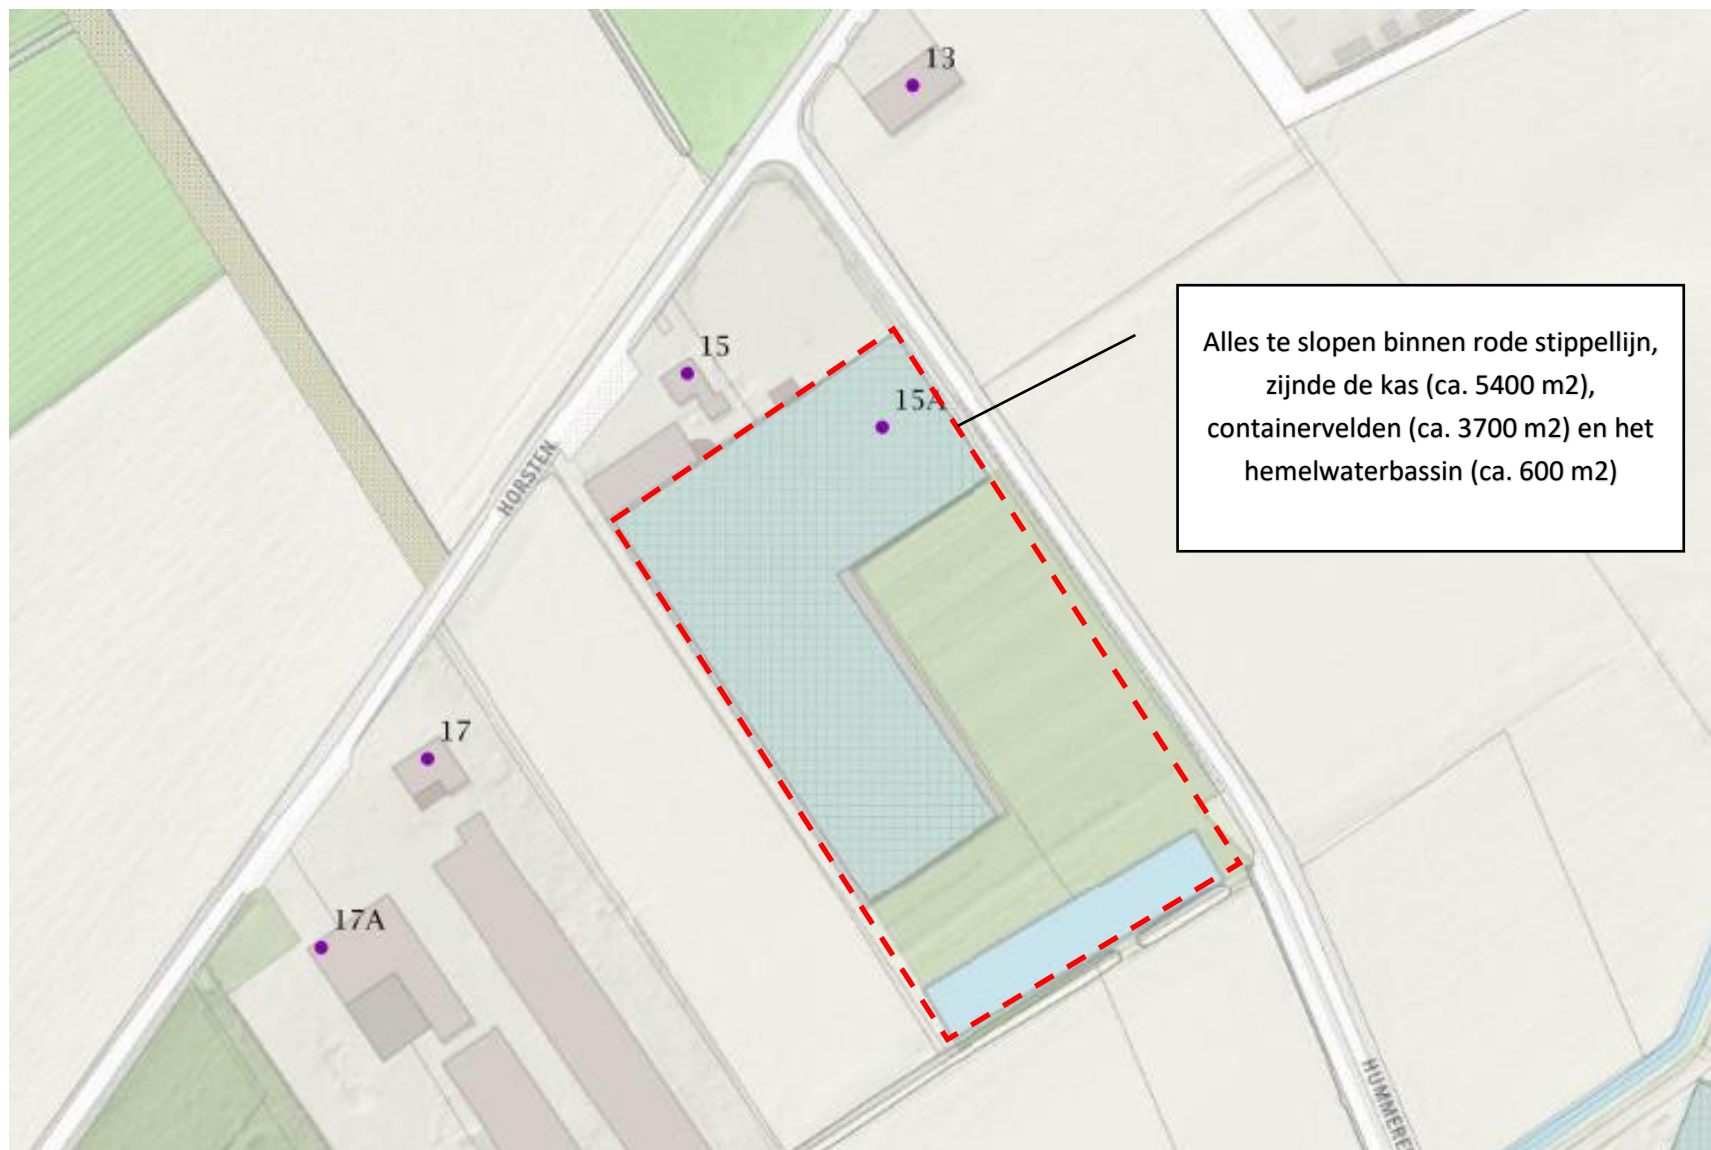 13
15
Alles te slopen binnen rode stippellijn,
zijnde de kas (ca. 5400 m2),
containervelden (ca. 3700 m2) en het
hemelwaterbassin (ca. 600 m2)
15A
HORSTEN
17
17A
HUMMERE